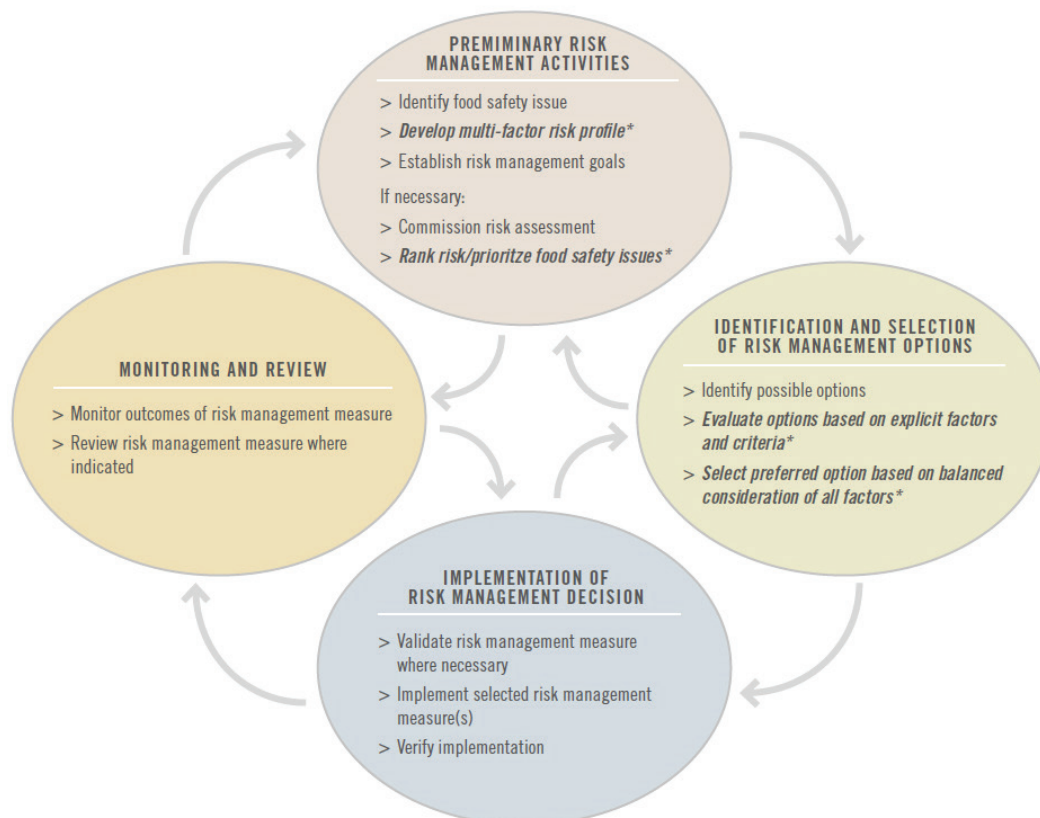 PREMIMINARY RISK
MANAGEMENT ACTIVITIES
> Identify food safety issue
> Develop multi-factor risk profile*
> Establish risk management goals
If necessary:
> Commission risk assessment
> Rank risk/prioritze food safety issues*
IDENTIFICATION AND SELECTION
OF RISK MANAGEMENT OPTIONS
> Identify possible options
> Evaluate options based on explicit factors
and criteria*
> Select preferred option based on balanced
consideration of all factors*
MONITORING AND REVIEW
> Monitor outcomes of risk management measure
> Review risk management measure where
indicated
IMPLEMENTATION OF
RISK MANAGEMENT DECISION
> Validate risk management measure
where necessary
> Implement selected risk management
measure(s)
> Verify implementation